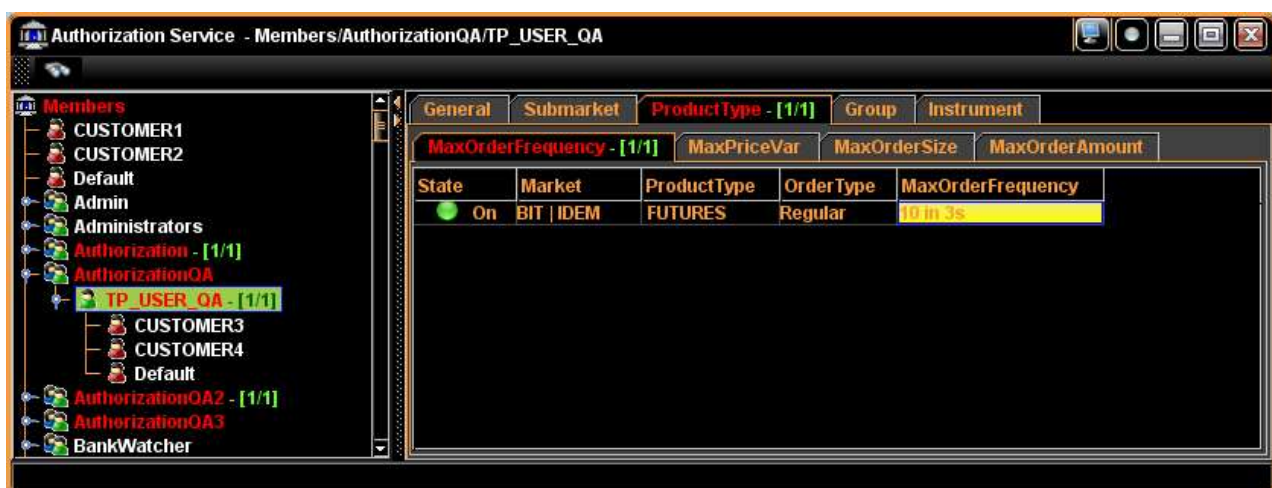 Authorization Service - Members/AuthorizationQA/TP_USER_QA
Members
CUSTOMER1
CUSTOMER2
Default
Admin
Administrators
Authorization - [1/1]
AuthorizationQA
TP_USER_QA - [1/1]
CUSTOMER3
CUSTOMER4
Default
AuthorizationQA2 - [1/1]
AuthorizationQA3
BankWatcher
General Submarket ProductType - [1/1] Group Instrument
MaxOrderFrequency - [1/1] MaxPriceVar MaxOrderSize MaxOrderAmount
State Market ProductType OrderType MaxOrderFrequency
On BIT | IDEM FUTURES Regular 10 in 3s